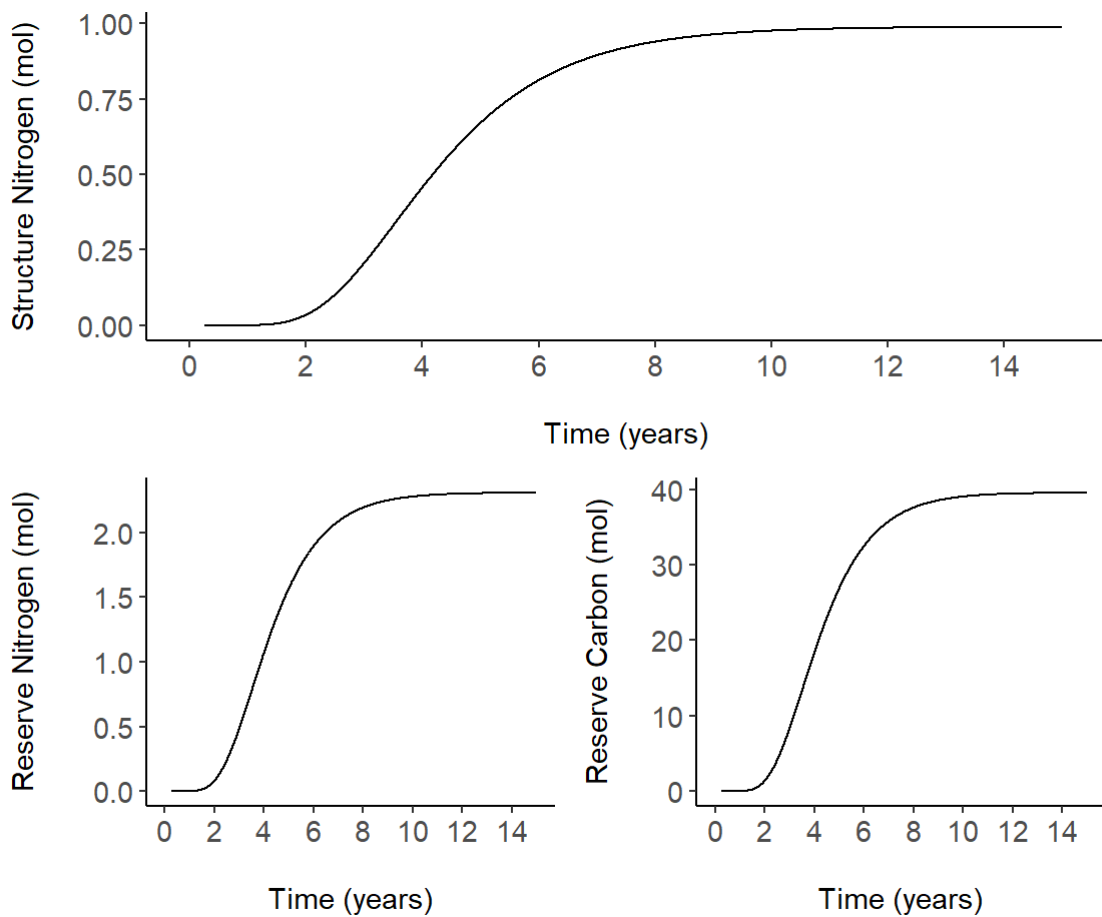 Structure Nitrogen (mol)
1.00
0.75
0.50
0.25
0.00
0 2 4 6 8 10 12 14
Time (years)
Reserve Nitrogen (mol)
2.0
1.5
1.0
0.5
0.0
0 2 4 6 8 10 12 14
Time (years)
Reserve Carbon (mol)
40
30
20
10
0
0 2 4 6 8 10 12 14
Time (years)